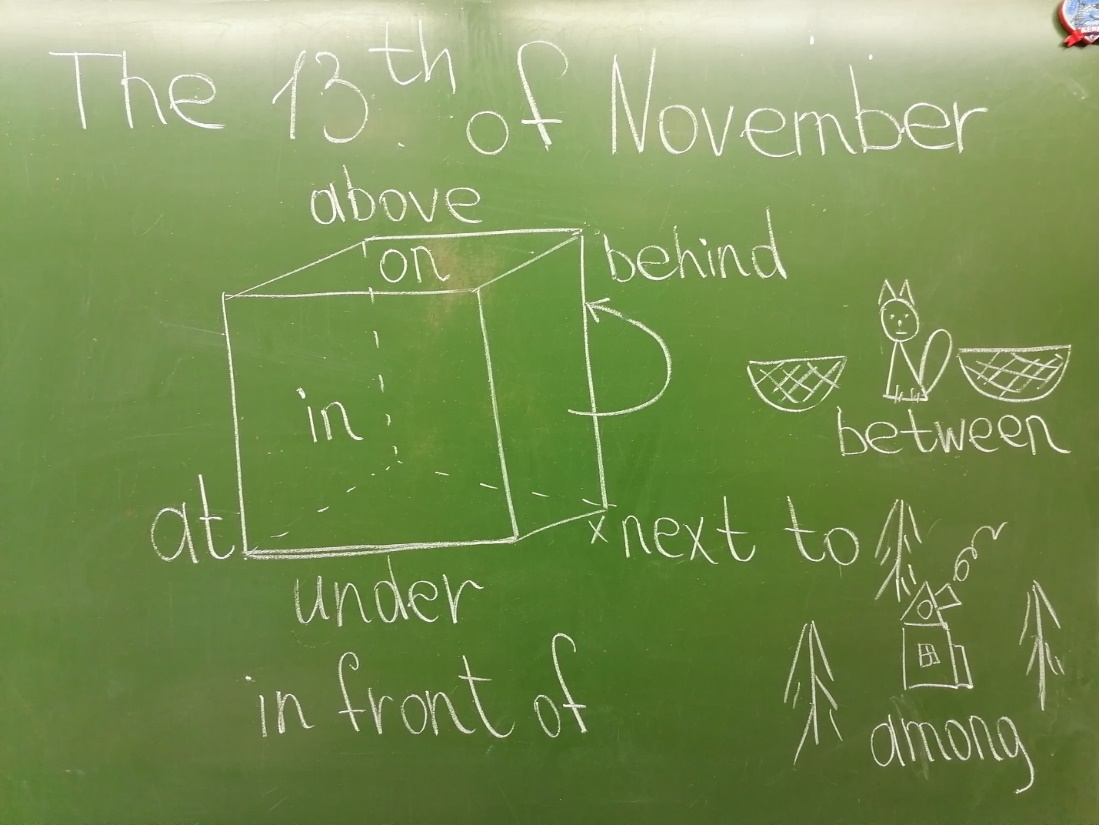 The 13th of November
above
on
behind
in
between
at
next to
under
in front of
among